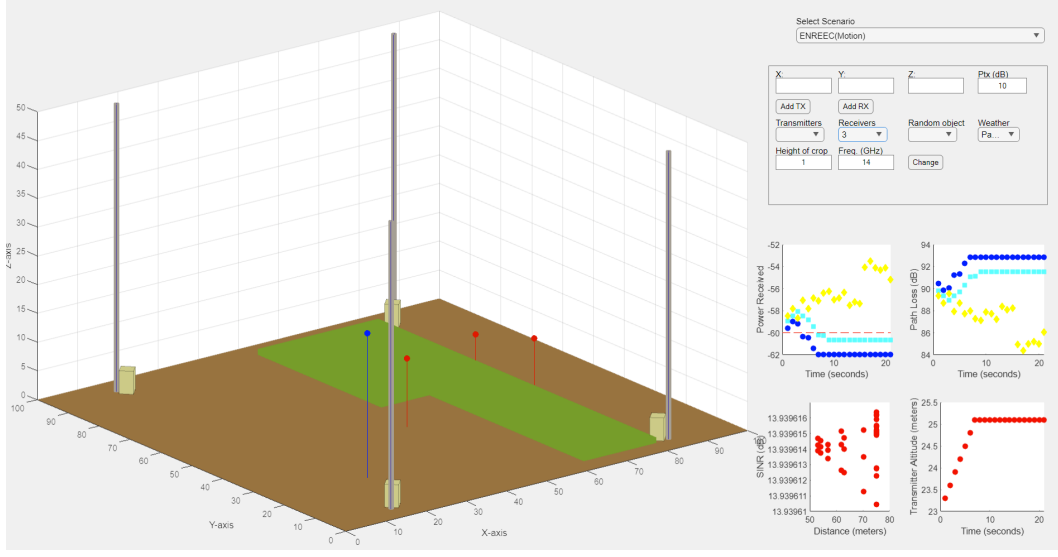 Select Scenario
ENREEC(Motion)
X:
Y:
Z:
Ptx (dB)
10
Add TX
Add RX
Transmitters
Receivers
Random object
Weather
3
Pa...
Height of crop
Freq. (GHz)
1
14
Change
Z-axis
50
45
40
35
30
25
20
15
10
5
0
100
90
80
70
60
50
40
30
20
10
0
Y-axis
0
10
20
30
40
50
60
70
80
90
X-axis
Power Received
-52
-54
-56
-58
-60
-62
0
10
20
Time (seconds)
Path Loss (dB)
94
92
90
88
86
84
0
10
20
Time (seconds)
SINR (dB)
13.939616
13.939615
13.939614
13.939613
13.939612
13.939611
13.93961
50
60
70
80
Distance (meters)
Transmitter Altitude (meters)
25.5
25
24.5
24
23.5
23
0
10
20
Time (seconds)